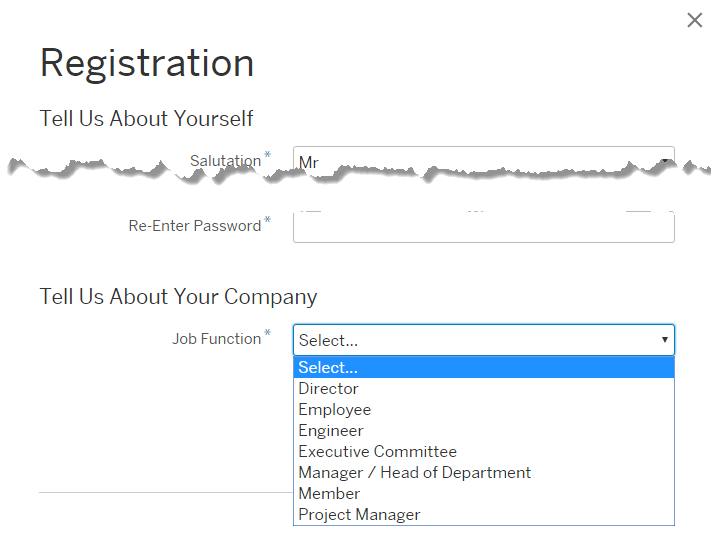 Registration
Tell Us About Yourself
Salutation * Mr
Re-Enter Password *
Tell Us About Your Company
Job Function * Select...
Select...
Director
Employee
Engineer
Executive Committee
Manager / Head of Department
Member
Project Manager